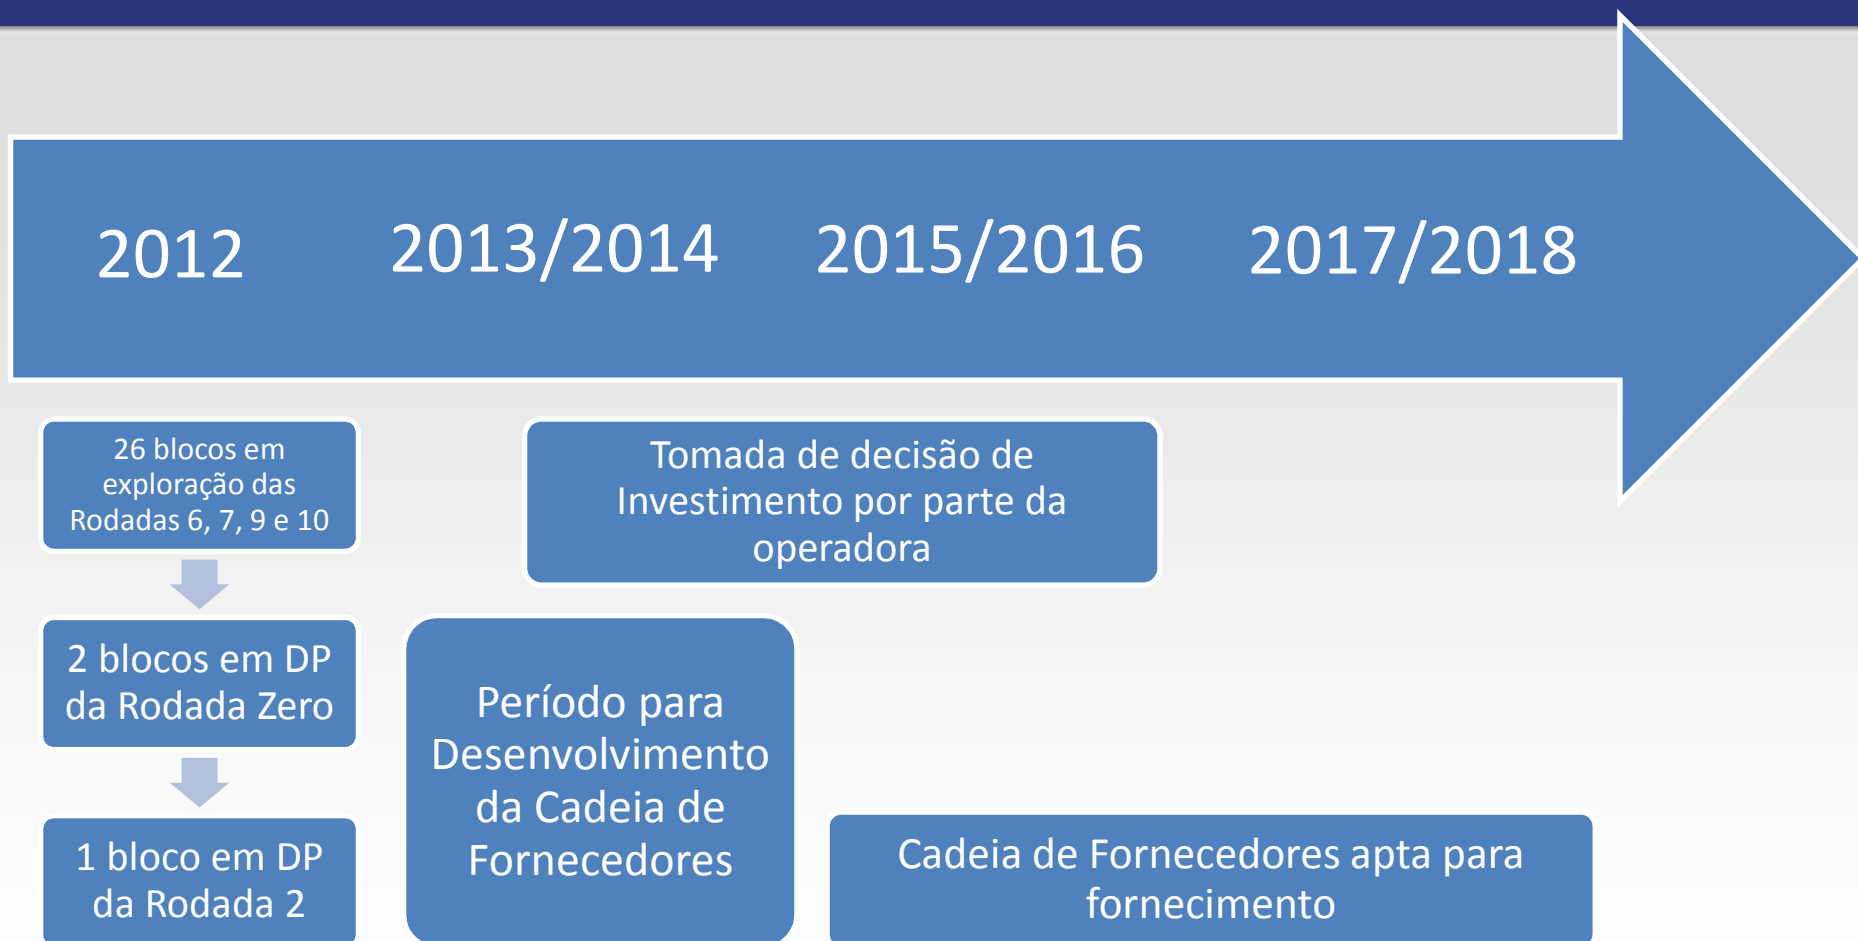 2012
2013/2014
2015/2016
2017/2018
26 blocos em
exploração das
Rodadas 6, 7, 9 e 10
2 blocos em DP
da Rodada Zero
1 bloco em DP
da Rodada 2
Tomada de decisão de
Investimento por parte da
operadora
Período para
Desenvolvimento
da Cadeia de
Fornecedores
Cadeia de Fornecedores apta para
fornecimento